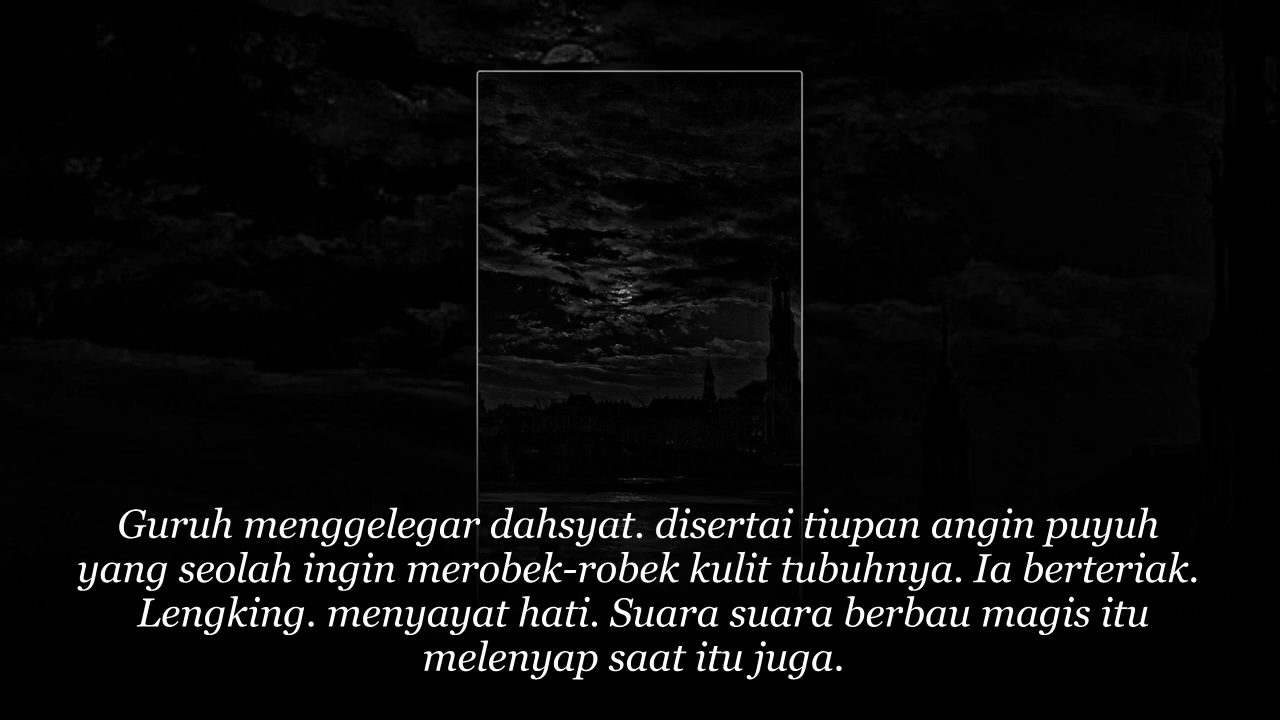 Guruh menggelegar dahsyat. disertai tiupan angin puyuh
yang seolah ingin merobek-robek kulit tubuhnya. Ia berteriak.
Lengking. menyayat hati. Suara suara berbau magis itu
melenyap saat itu juga.